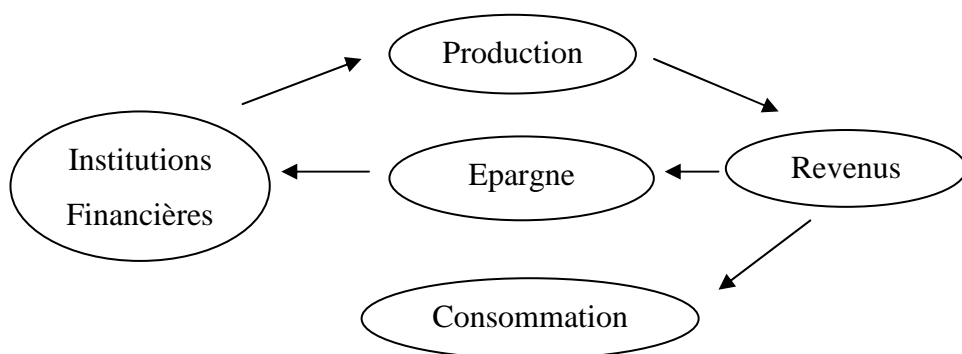 Production
Institutions
Financières
Epargne
Revenus
Consommation